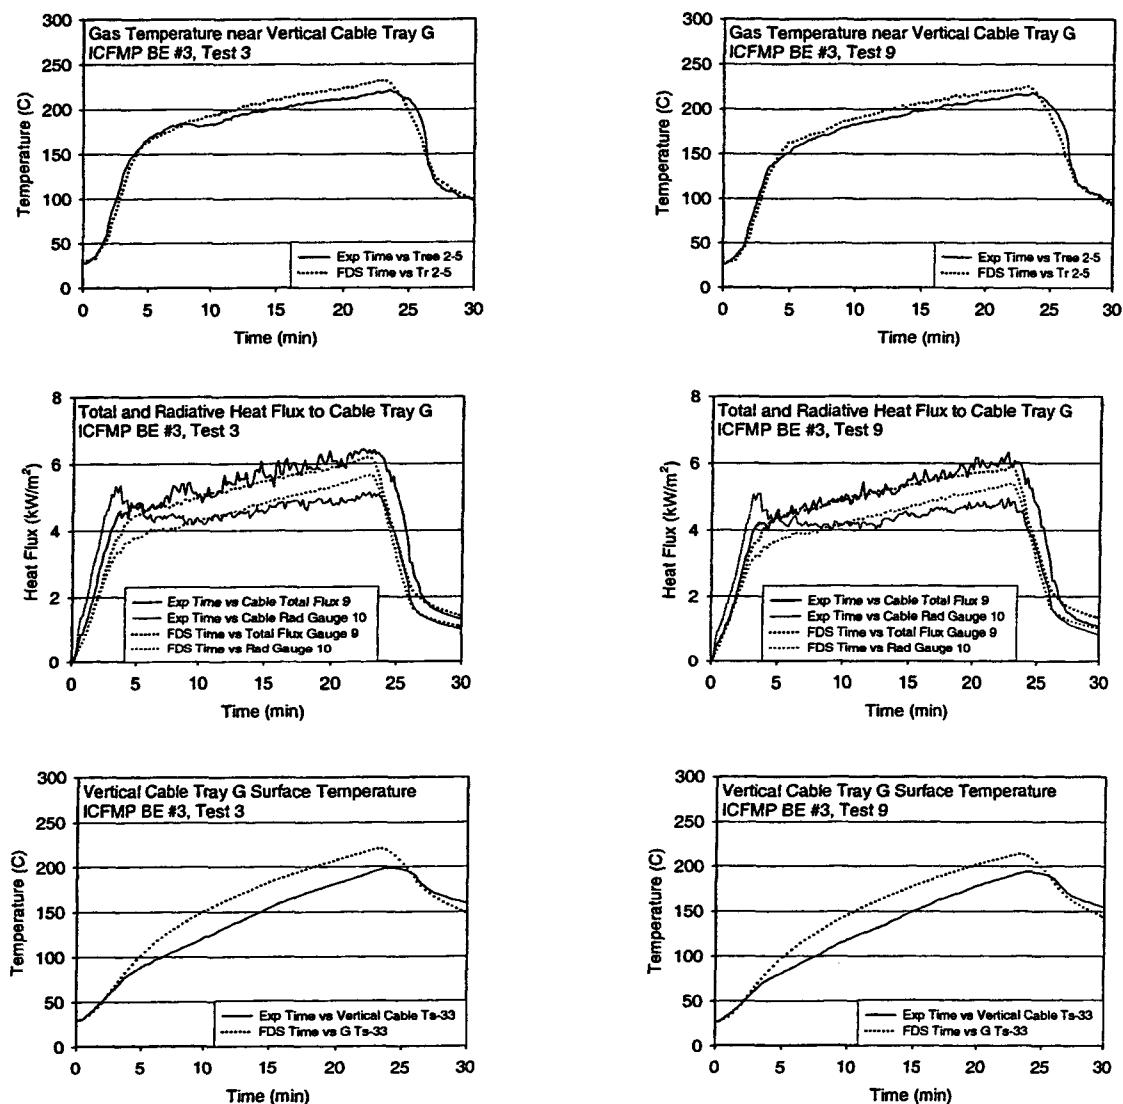 Gas Temperature near Vertical Cable Tray G
ICFMP BE #3, Test 3
300
250
200
150
100
50
0
Temperature (C)
Exp Time vs Tree 2-5
FDS Time vs Tr 2-5
0 5 10 15 20 25 30
Time (min)
Gas Temperature near Vertical Cable Tray G
ICFMP BE #3, Test 9
300
250
200
150
100
50
0
Temperature (C)
Exp Time vs Tree 2-5
FDS Time vs Tr 2-5
0 5 10 15 20 25 30
Time (min)
Total and Radiative Heat Flux to Cable Tray G
ICFMP BE #3, Test 3
8
6
4
2
0
Heat Flux (kW/m²)
Exp Time vs Cable Total Flux 9
Exp Time vs Cable Rad Gauge 10
FDS Time vs Total Flux Gauge 9
FDS Time vs Rad Gauge 10
0 5 10 15 20 25 30
Time (min)
Total and Radiative Heat Flux to Cable Tray G
ICFMP BE #3, Test 9
8
6
4
2
0
Heat Flux (kW/m²)
Exp Time vs Cable Total Flux 9
Exp Time vs Cable Rad Gauge 10
FDS Time vs Total Flux Gauge 9
FDS Time vs Rad Gauge 10
0 5 10 15 20 25 30
Time (min)
Vertical Cable Tray G Surface Temperature
ICFMP BE #3, Test 3
300
250
200
150
100
50
0
Temperature (C)
Exp Time vs Vertical Cable Ts-33
FDS Time vs G Ts-33
0 5 10 15 20 25 30
Time (min)
Vertical Cable Tray G Surface Temperature
ICFMP BE #3, Test 9
300
250
200
150
100
50
0
Temperature (C)
Exp Time vs Vertical Cable Ts-33
FDS Time vs G Ts-33
0 5 10 15 20 25 30
Time (min)